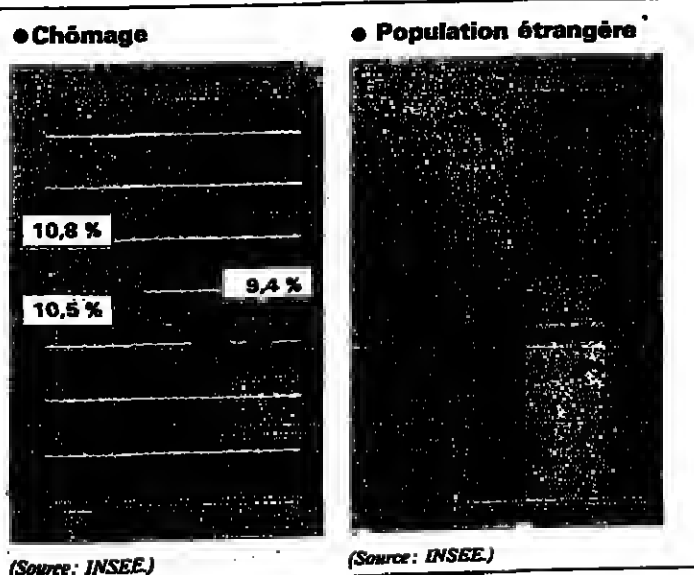 ●Chômage
10,8 %
9,4 %
10,5 %
(Source: INSEE.)
● Population étrangère
(Source: INSEE.)